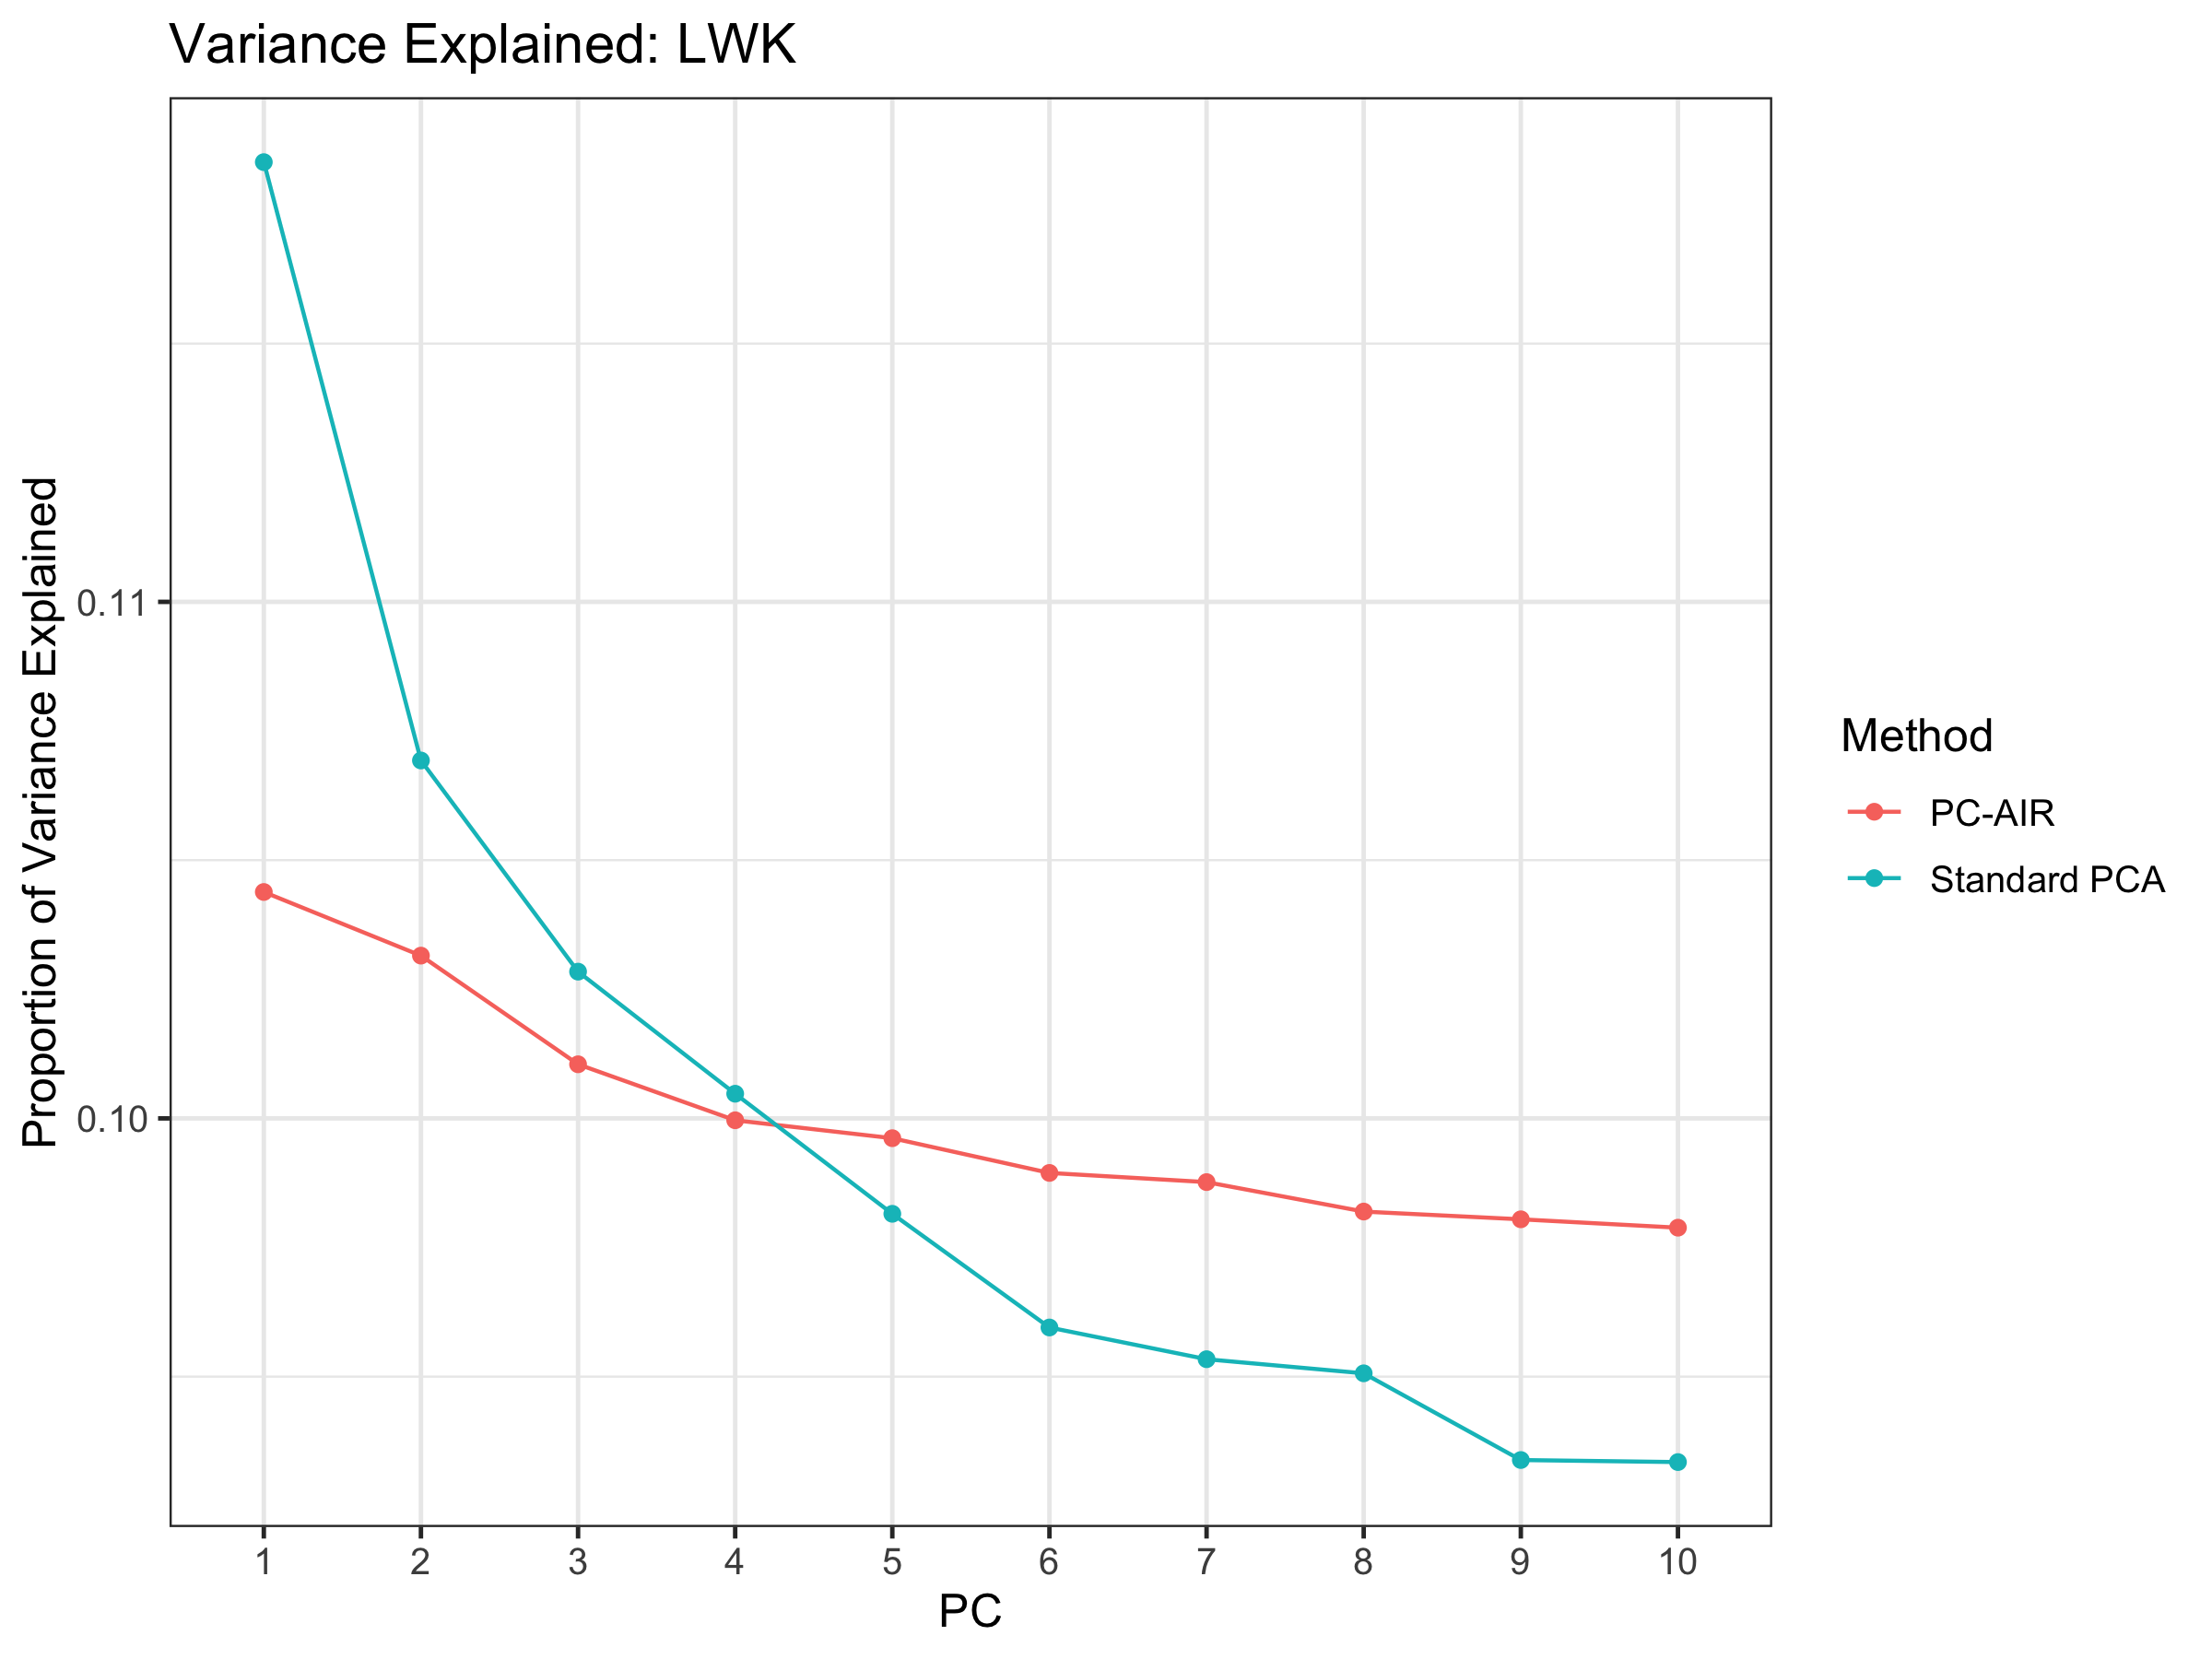 Variance Explained: LWK
Proportion of Variance Explained
0.11
0.10
1 2 3 4 5 6 7 8 9 10
PC
Method
PC-AIR
Standard PCA